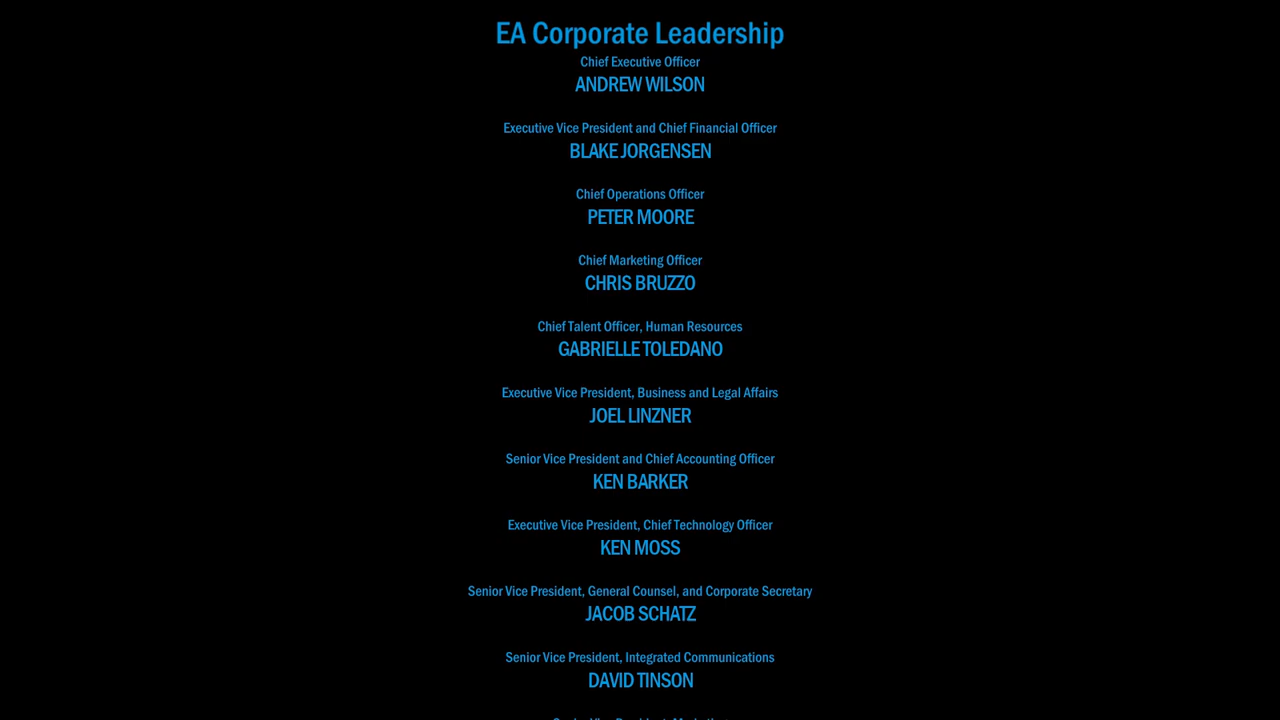 EA Corporate Leadership
Chief Executive Officer
ANDREW WILSON
Executive Vice President and Chief Financial Officer
BLAKE JORGENSEN
Chief Operations Officer
PETER MOORE
Chief Marketing Officer
CHRIS BRUZZO
Chief Talent Officer, Human Resources
GABRIELLE TOLEDANO
Executive Vice President, Business and Legal Affairs
JOEL LINZNER
Senior Vice President and Chief Accounting Officer
KEN BARKER
Executive Vice President, Chief Technology Officer
KEN MOSS
Senior Vice President, General Counsel, and Corporate Secretary
JACOB SCHATZ
Senior Vice President, Integrated Communications
DAVID TINSON